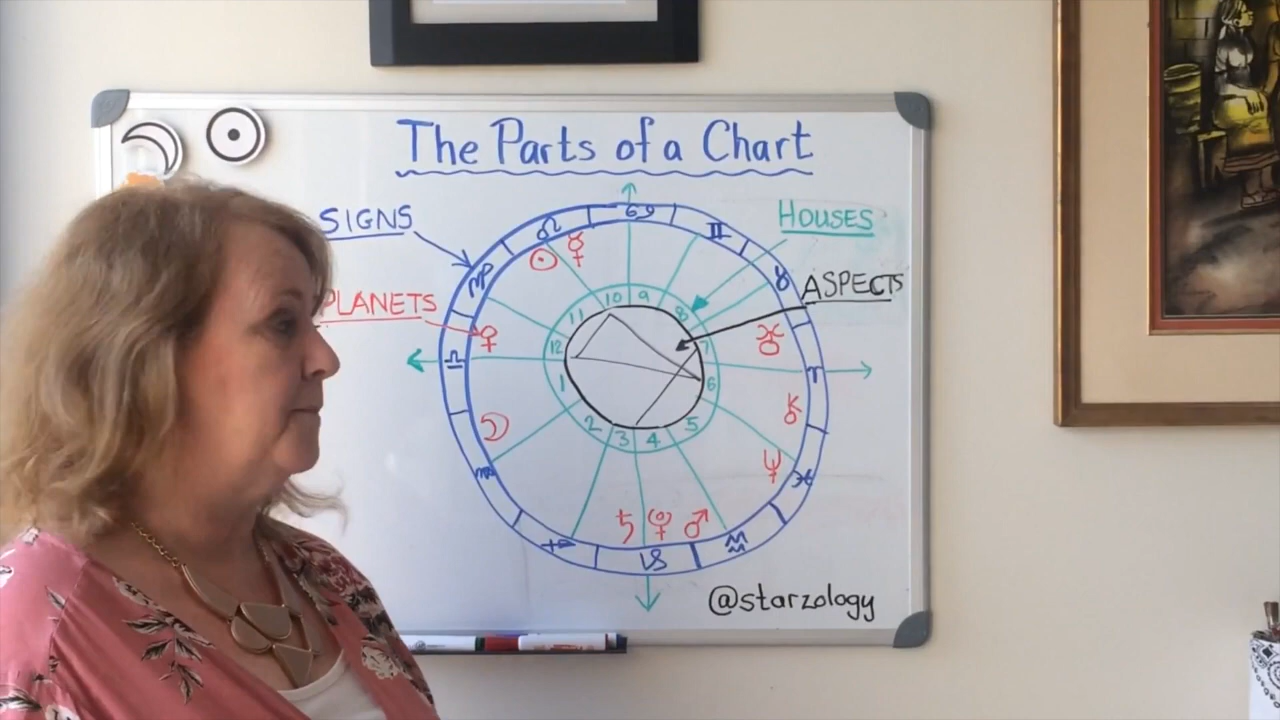 The Parts of a Chart
SIGNS
HOUSES
PLANETS
ASPECTS
♋ ♊ ♉ ♈ ♓ ♒ ♑ ♐ ♏ ♎ ♍ ♌
☉ ☿
♀
☽
♄ ♂
♆
⚷
10 9
11 8
12 7
1 6
2 5
3 4
@starzology